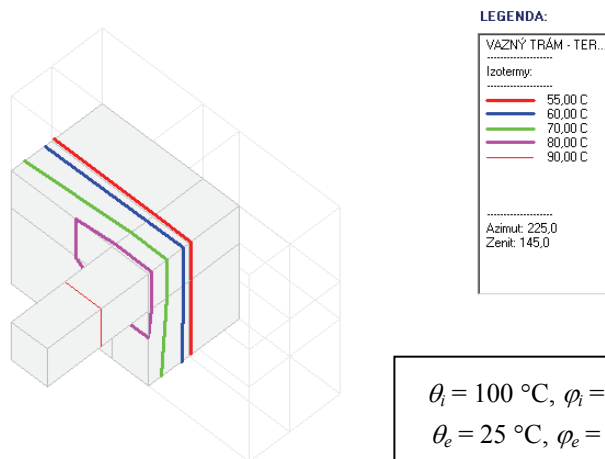 LEGENDA:
VAZNÝ TRÁM - TER...
--------------------
Izotermy:
--------------------
55,00 C
60,00 C
70,00 C
80,00 C
90,00 C
--------------------
Azimut: 225,0
Zenit: 145,0
θi = 100 °C, φi =
θe = 25 °C, φe =